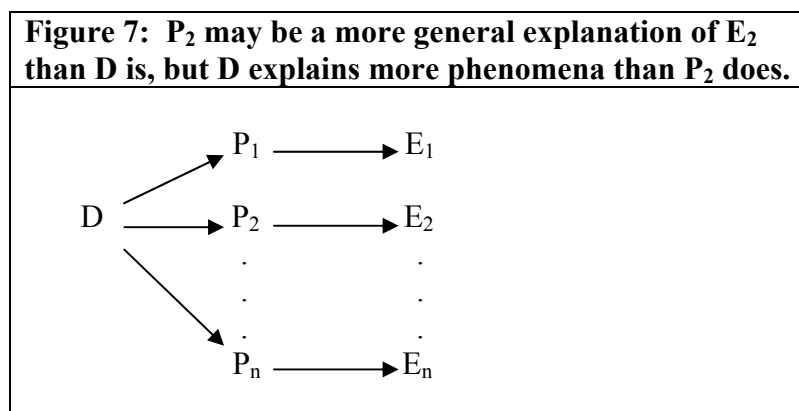 Figure 7: P₂ may be a more general explanation of E₂
than D is, but D explains more phenomena than P₂ does.
P₁ E₁
D P₂ E₂
. .
. .
. .
Pₙ Eₙ